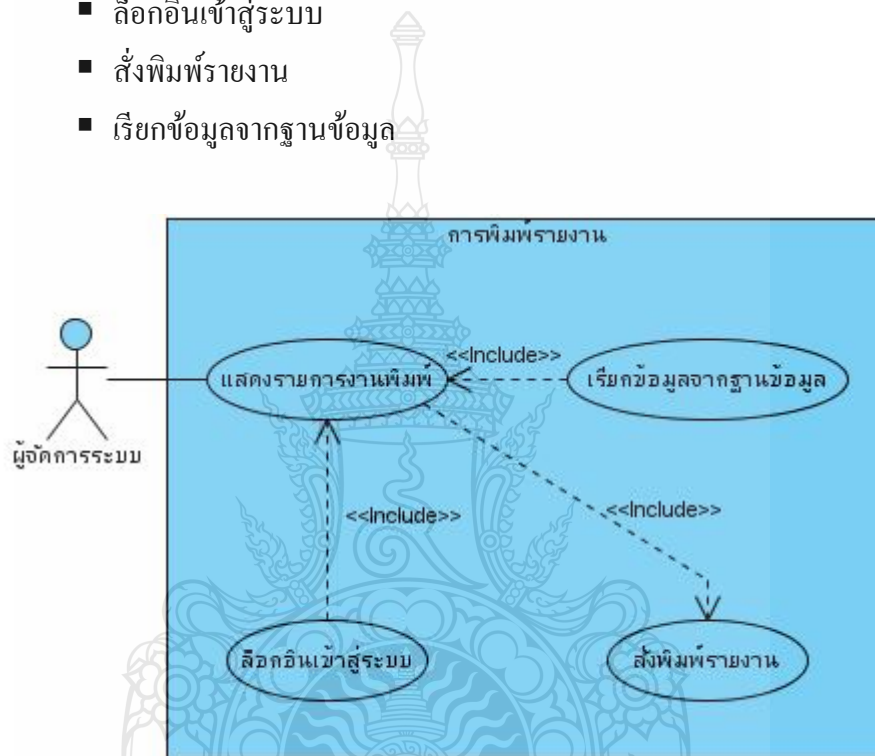 ล็อกอินเข้าสู่ระบบ
สั่งพิมพ์รายงาน
เรียกข้อมูลจากฐานข้อมูล
การพิมพ์รายงาน
<<Include>>
แสดงรายการงานพิมพ์
เรียกข้อมูลจากฐานข้อมูล
ผู้จัดการระบบ
<<Include>>
<<Include>>
ล็อกอินเข้าสู่ระบบ
สั่งพิมพ์รายงาน